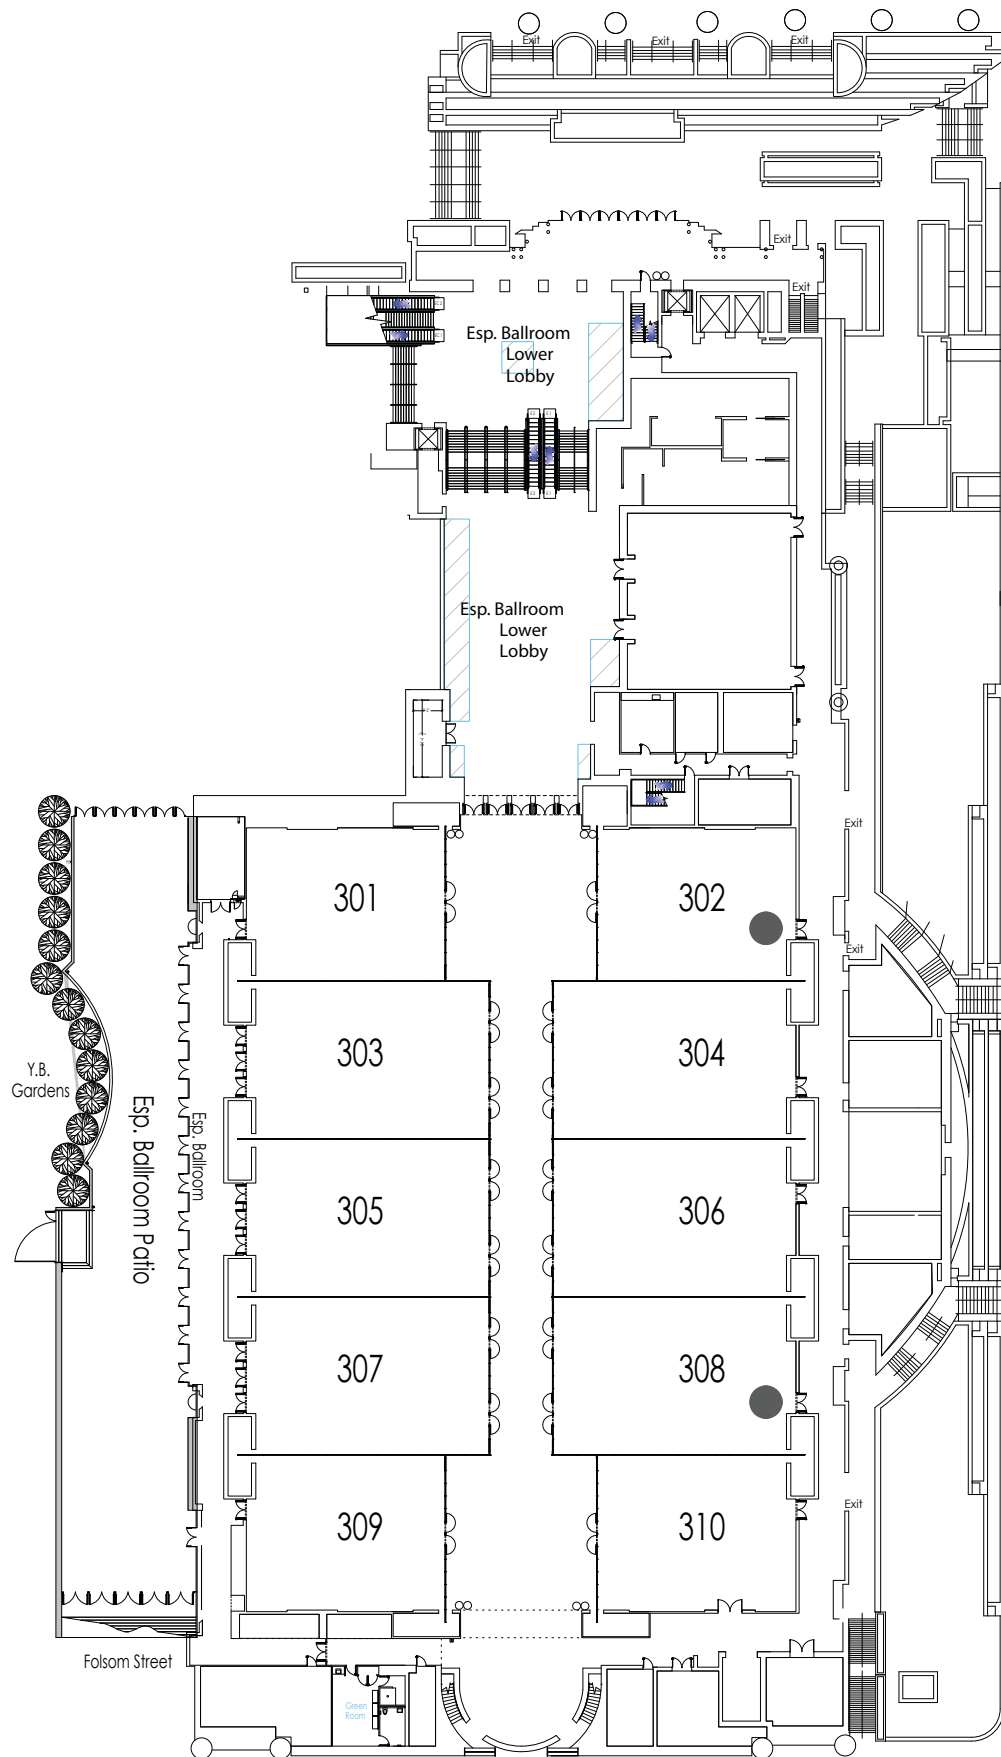 Exit
Exit
Exit
Exit
Exit
Esp. Ballroom
Lower
Lobby
Esp. Ballroom
Lower
Lobby
Exit
301
302
Exit
303
304
Y.B.
Gardens
Esp. Ballroom Patio
Esp. Ballroom
305
306
307
308
Exit
309
310
Folsom Street
Green
Room